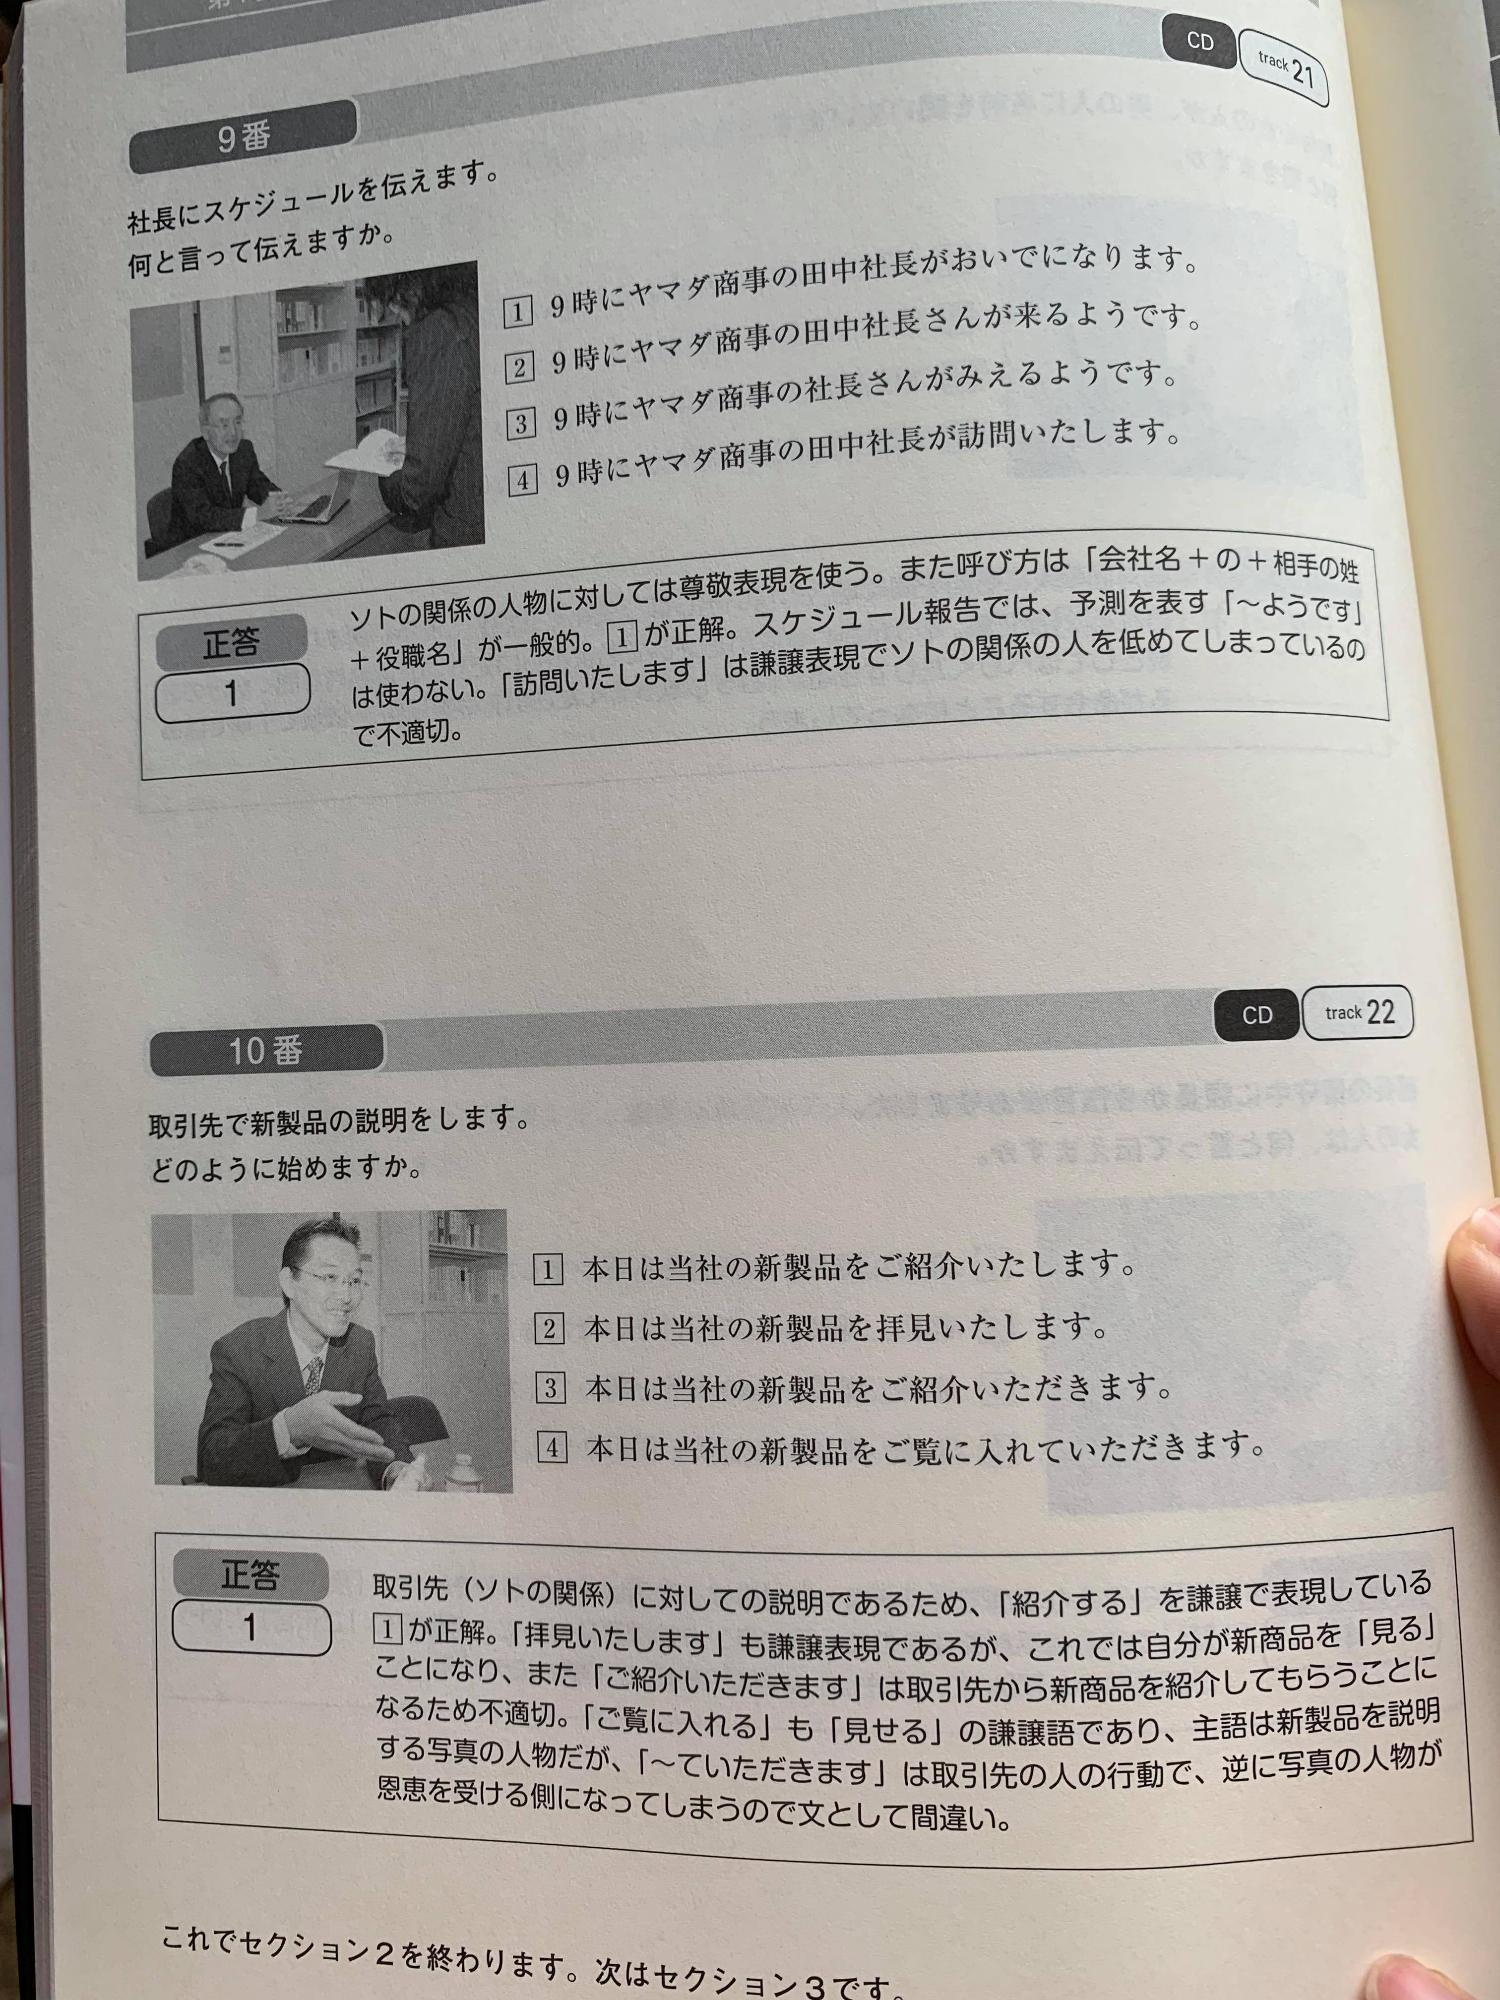 CD track 21
9番
社長にスケジュールを伝えます。
何と言って伝えますか。
1 9時にヤマダ商事の田中社長がおいでになります。
2 9時にヤマダ商事の田中社長さんが来るようです。
3 9時にヤマダ商事の社長さんがみえるようです。
4 9時にヤマダ商事の田中社長が訪問いたします。
正答
1
ソトの関係の人物に対しては尊敬表現を使う。また呼び方は「会社名+の+相手の姓
+役職名」が一般的。1が正解。スケジュール報告では、予測を表す「〜ようです」
は使わない。「訪問いたします」は謙譲表現でソトの関係の人を低めてしまっているの
で不適切。
CD track 22
10番
取引先で新製品の説明をします。
どのように始めますか。
1 本日は当社の新製品をご紹介いたします。
2 本日は当社の新製品を拝見いたします。
3 本日は当社の新製品をご紹介いただきます。
4 本日は当社の新製品をご覧に入れていただきます。
正答
1
取引先（ソトの関係）に対しての説明であるため、「紹介する」を謙譲で表現している
1が正解。「拝見いたします」も謙譲表現であるが、これでは自分が新商品を「見る」
ことになり、また「ご紹介いただきます」は取引先から新商品を紹介してもらうことに
なるため不適切。「ご覧に入れる」も「見せる」の謙譲語であり、主語は新製品を説明
する写真の人物だが、「〜ていただきます」は取引先の人の行動で、逆に写真の人物が
恩恵を受ける側になってしまうので文として間違い。
これでセクション2を終わります。次はセクション3です。